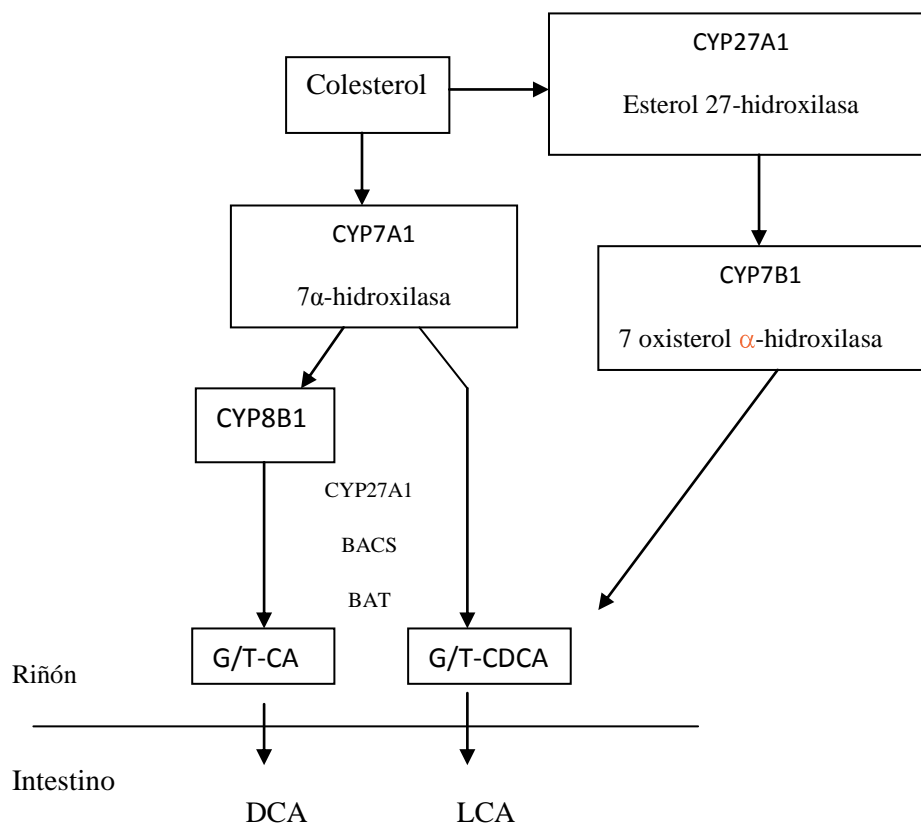 Colesterol
CYP27A1
Esterol 27-hidroxilasa
CYP7A1
7α-hidroxilasa
CYP7B1
7 oxisterol α-hidroxilasa
CYP8B1
CYP27A1
BACS
BAT
G/T-CA
G/T-CDCA
Riñón
Intestino
DCA
LCA